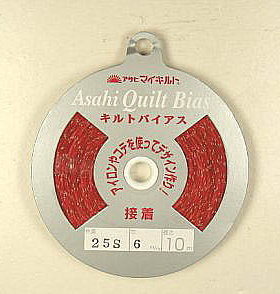 アサヒマイキルト
Asahi Quilt Bias
キルトバイアス
アイロンやコテを使ってデザイン作り!
接着
25S 6 10m